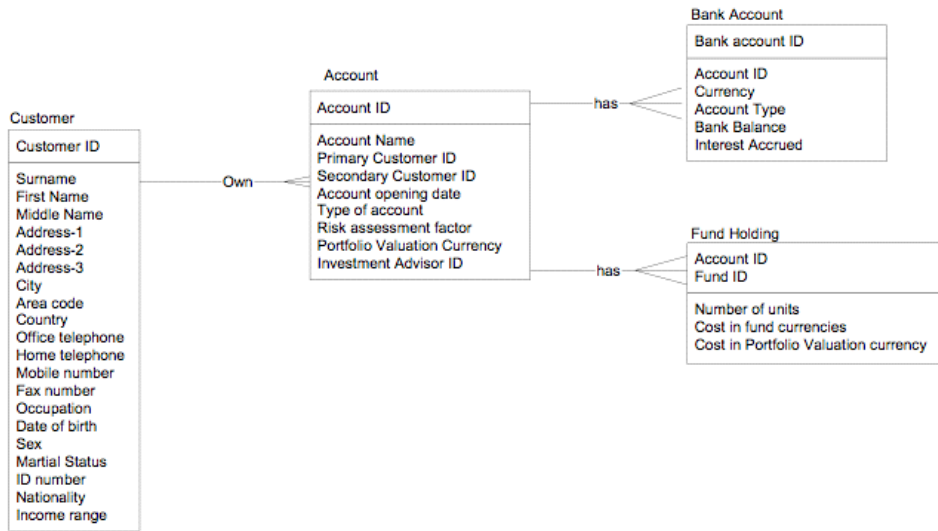 Customer
Customer ID
Surname
First Name
Middle Name
Address-1
Address-2
Address-3
City
Area code
Country
Office telephone
Home telephone
Mobile number
Fax number
Occupation
Date of birth
Sex
Martial Status
ID number
Nationality
Income range
Own
Account
Account ID
Account Name
Primary Customer ID
Secondary Customer ID
Account opening date
Type of account
Risk assessment factor
Portfolio Valuation Currency
Investment Advisor ID
has
Bank Account
Bank account ID
Account ID
Currency
Account Type
Bank Balance
Interest Accrued
has
Fund Holding
Account ID
Fund ID
Number of units
Cost in fund currencies
Cost in Portfolio Valuation currency